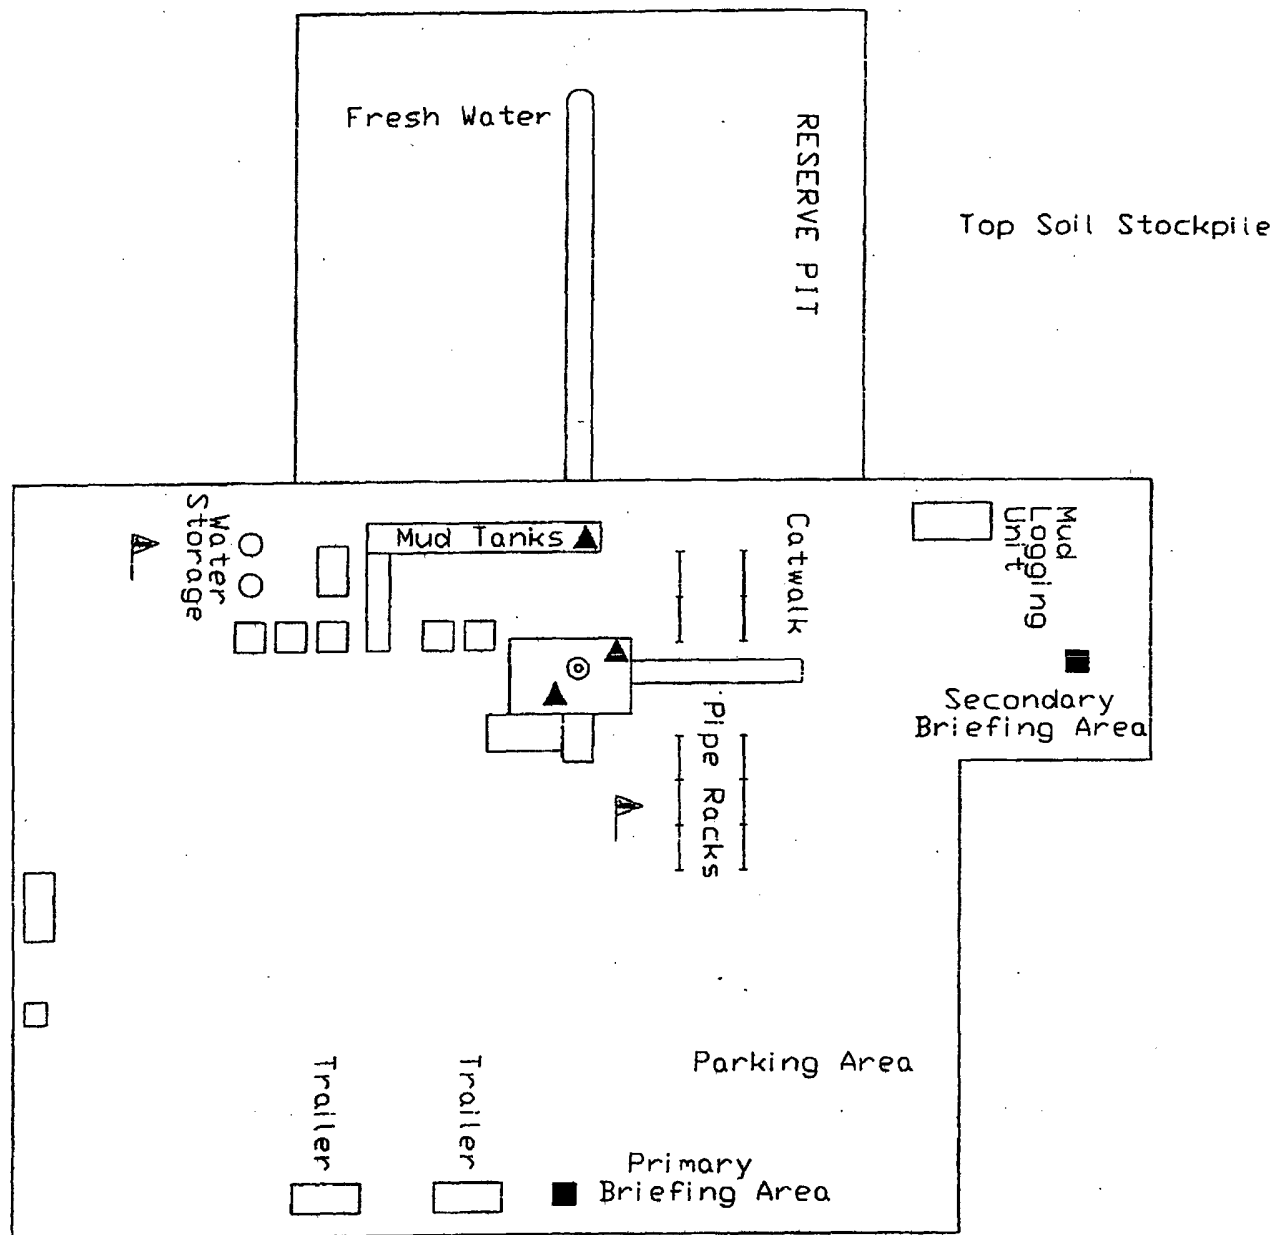 Fresh Water
RESERVE PIT
Top Soil Stockpile
Water
Storage
Mud Tanks
Catwalk
Mud
Logging
Unit
Secondary
Briefing Area
Pipe Racks
Parking Area
Trailer
Trailer
Primary
Briefing Area